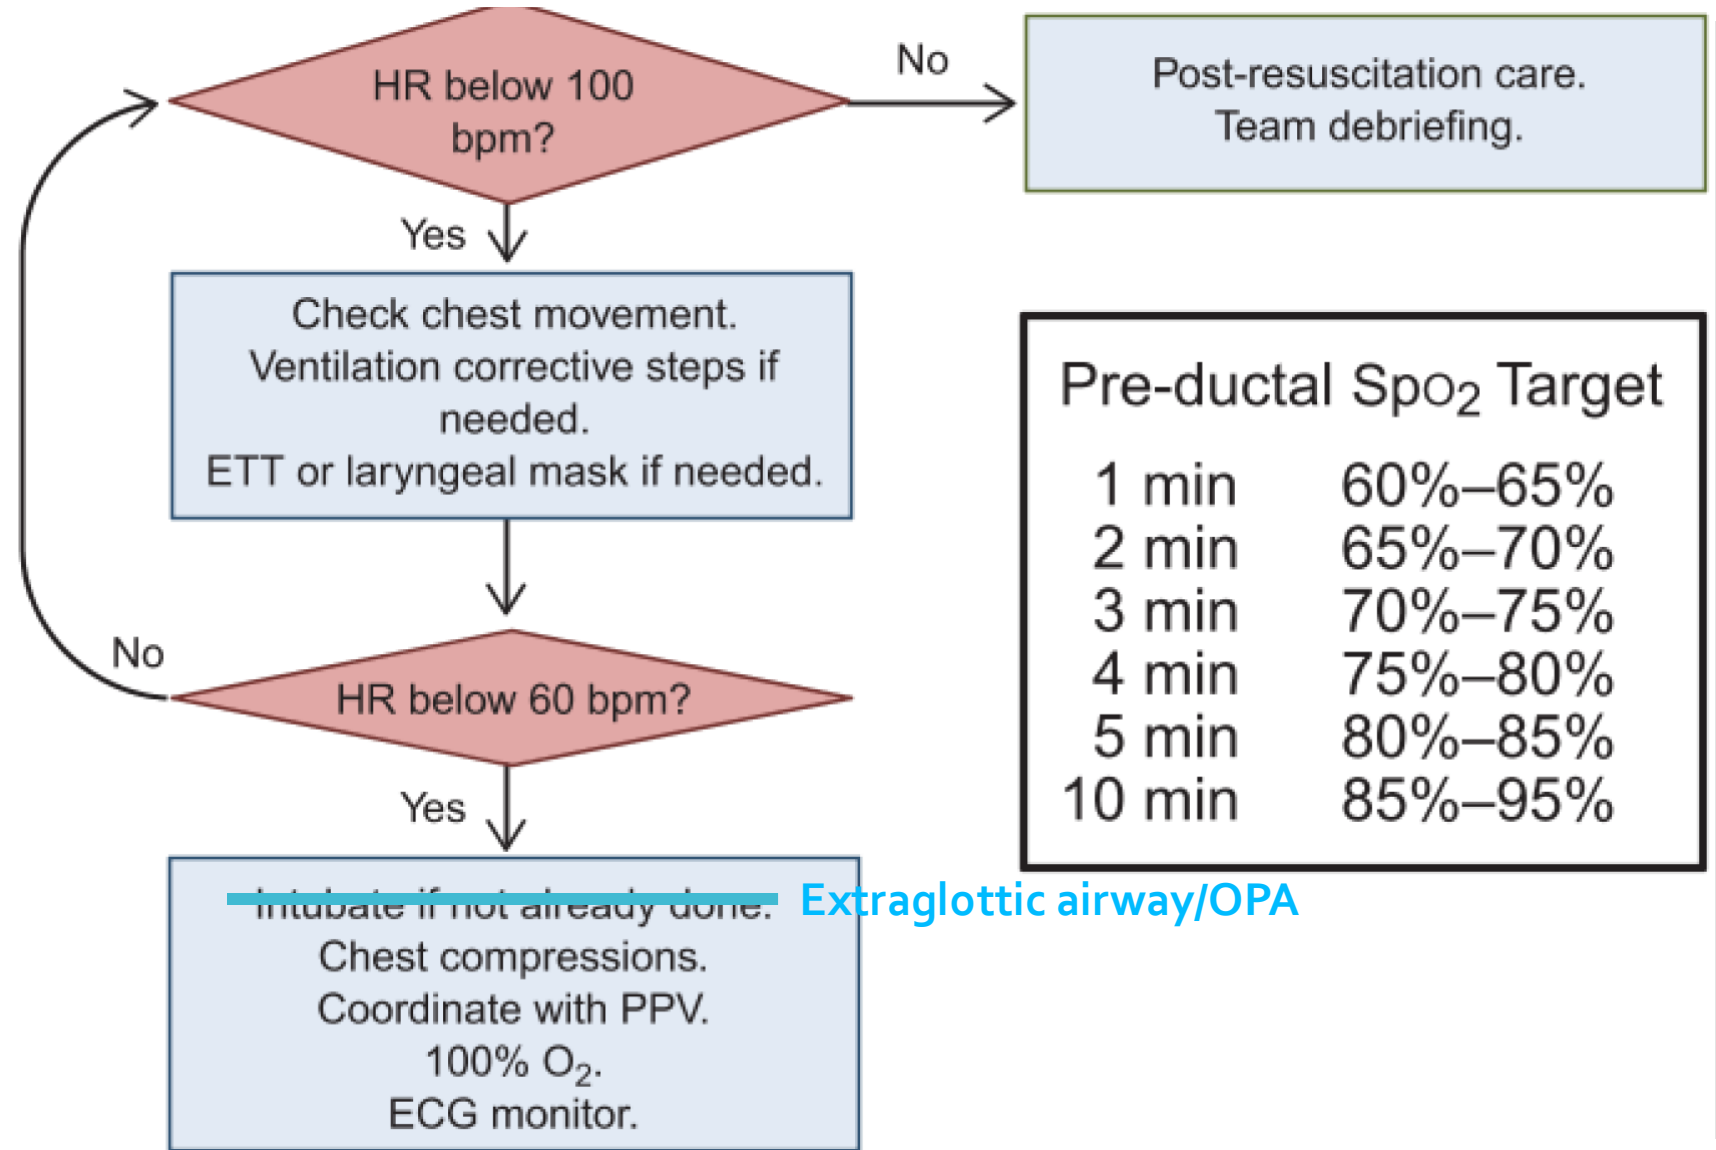 HR below 100
bpm?
No
Post-resuscitation care.
Team debriefing.
Yes
Check chest movement.
Ventilation corrective steps if
needed.
ETT or laryngeal mask if needed.
Pre-ductal SpO₂ Target
1 min 60%–65%
2 min 65%–70%
3 min 70%–75%
4 min 75%–80%
5 min 80%–85%
10 min 85%–95%
No
HR below 60 bpm?
Yes
Intubate if not already done.
Extraglottic airway/OPA
Chest compressions.
Coordinate with PPV.
100% O₂.
ECG monitor.